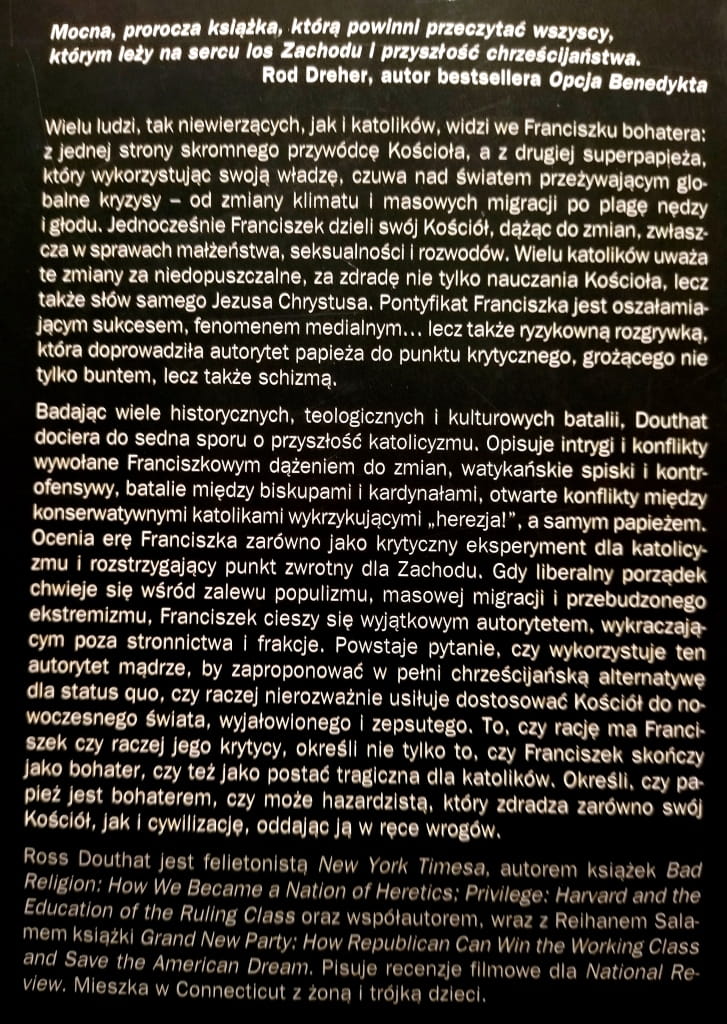 Mocna, prorocza książka, którą powinni przeczytać wszyscy,
którym leży na sercu los Zachodu i przyszłość chrześcijaństwa.
Rod Dreher, autor bestsellera Opcja Benedykta
Wielu ludzi, tak niewierzących, jak i katolików, widzi we Franciszku bohatera:
z jednej strony skromnego przywódcę Kościoła, a z drugiej superpapieża,
który wykorzystując swoją władzę, czuwa nad światem przeżywającym glo-
balne kryzysy – od zmiany klimatu i masowych migracji po plagę nędzy
i głodu. Jednocześnie Franciszek dzieli swój Kościół, dążąc do zmian, zwłasz-
cza w sprawach małżeństwa, seksualności i rozwodów. Wielu katolików uważa
te zmiany za niedopuszczalne, za zdradę nie tylko nauczania Kościoła, lecz
także słów samego Jezusa Chrystusa. Pontyfikat Franciszka jest oszałamia-
jącym sukcesem, fenomenem medialnym... lecz także ryzykowną rozgrywką,
która doprowadziła autorytet papieża do punktu krytycznego, grożącego nie
tylko buntem, lecz także schizmą.
Badając wiele historycznych, teologicznych i kulturowych batalii, Douthat
dociera do sedna sporu o przyszłość katolicyzmu. Opisuje intrygi i konflikty
wywołane Franciszkowym dążeniem do zmian, watykańskie spiski i kontr-
ofensywy, batalie między biskupami i kardynałami, otwarte konflikty między
konserwatywnymi katolikami wykrzykującymi „herezja!”, a samym papieżem.
Ocenia erę Franciszka zarówno jako krytyczny eksperyment dla katolicy-
zmu i rozstrzygający punkt zwrotny dla Zachodu. Gdy liberalny porządek
chwieje się wśród zalewu populizmu, masowej migracji i przebudzonego
ekstremizmu, Franciszek cieszy się wyjątkowym autorytetem, wykraczają-
cym poza stronnictwa i frakcje. Powstaje pytanie, czy wykorzystuje ten
autorytet mądrze, by zaproponować w pełni chrześcijańską alternatywę
dla status quo, czy raczej nierozważnie usiłuje dostosować Kościół do no-
woczesnego świata, wyjałowionego i zepsutego. To, czy rację ma Franci-
szek czy raczej jego krytycy, określi nie tylko to, czy Franciszek skończy
jako bohater, czy też jako postać tragiczna dla katolików. Określi, czy pa-
pież jest bohaterem, czy może hazardzistą, który zdradza zarówno swój
Kościół, jak i cywilizację, oddając ją w ręce wrogów.
Ross Douthat jest felietonistą New York Timesa, autorem książek Bad
Religion: How We Became a Nation of Heretics; Privilege: Harvard and the
Education of the Ruling Class oraz współautorem, wraz z Reihanem Sala-
mem książki Grand New Party: How Republican Can Win the Working Class
and Save the American Dream. Pisuje recenzje filmowe dla National Re-
view. Mieszka w Connecticut z żoną i trójką dzieci.